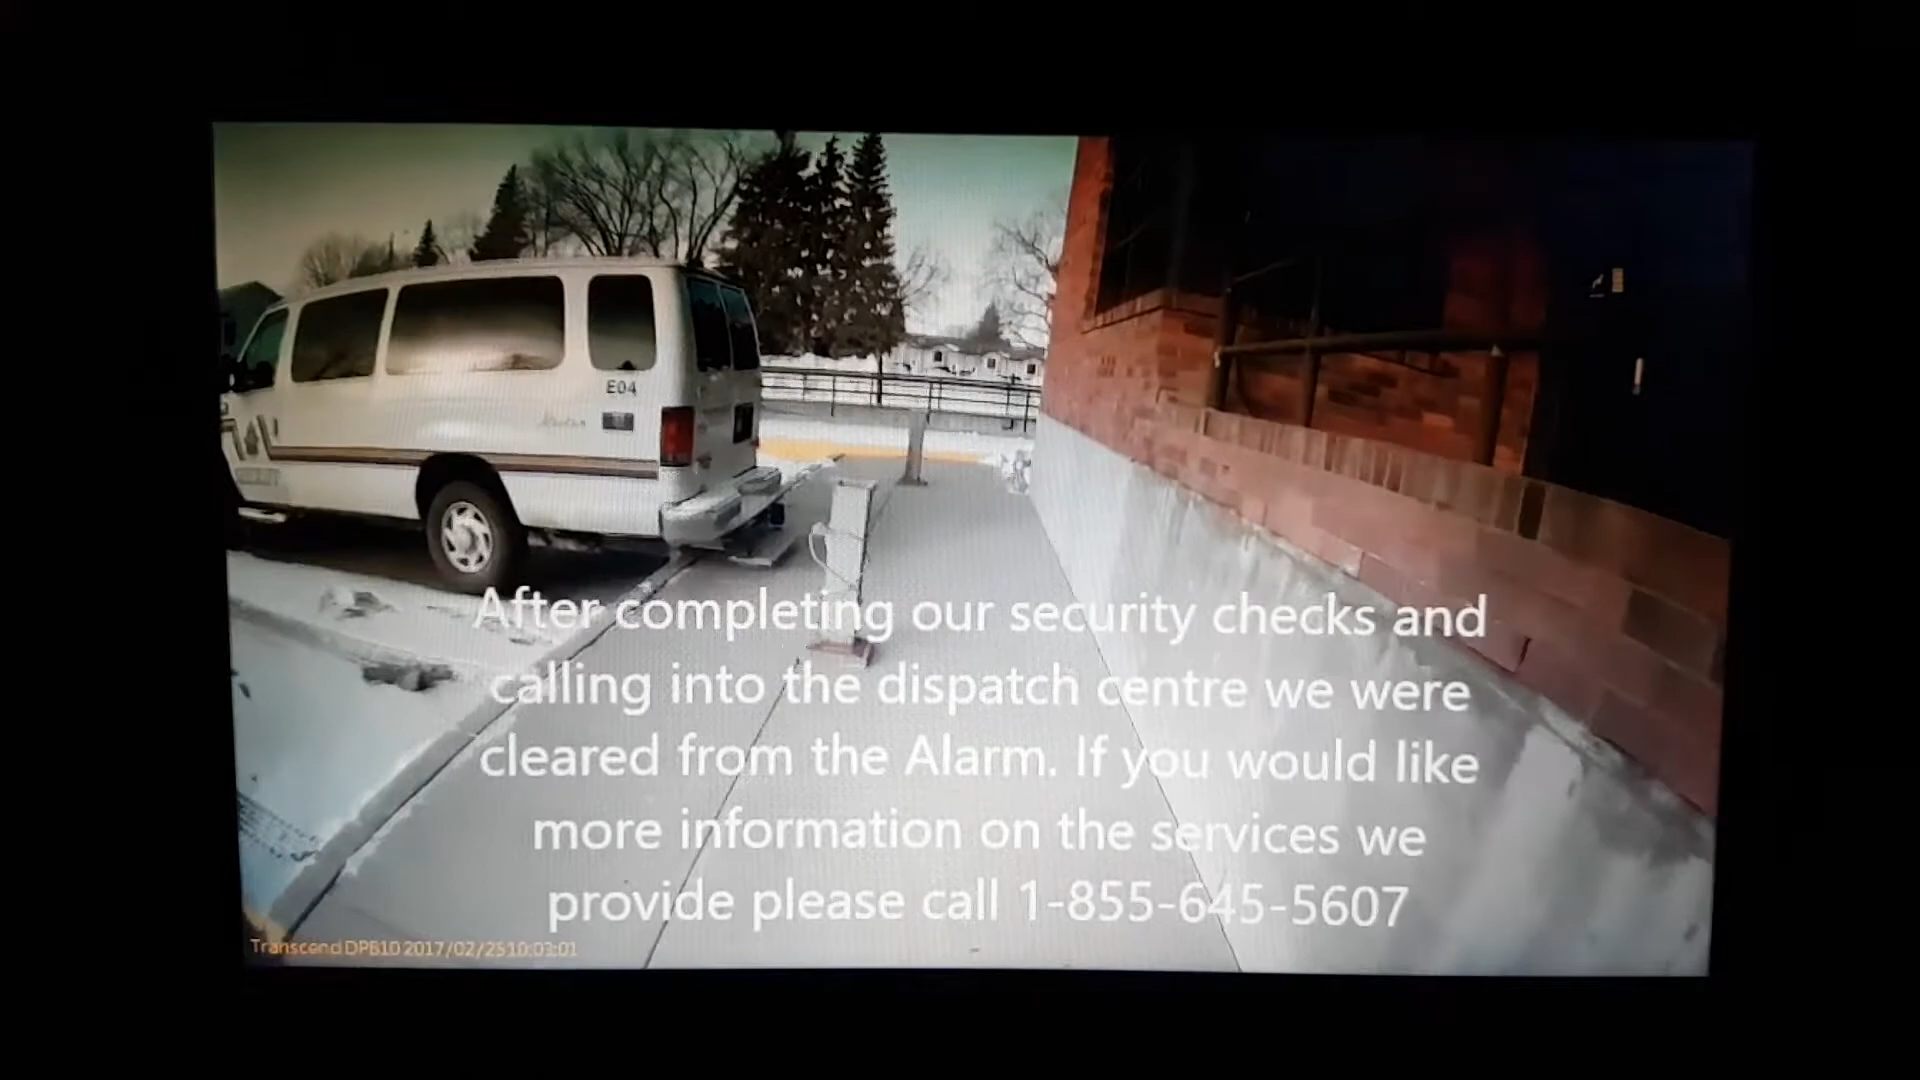 E04
After completing our security checks and
calling into the dispatch centre we were
cleared from the Alarm. If you would like
more information on the services we
provide please call 1-855-645-5607
Transcend DPB10 2017/02/25 10:03:01